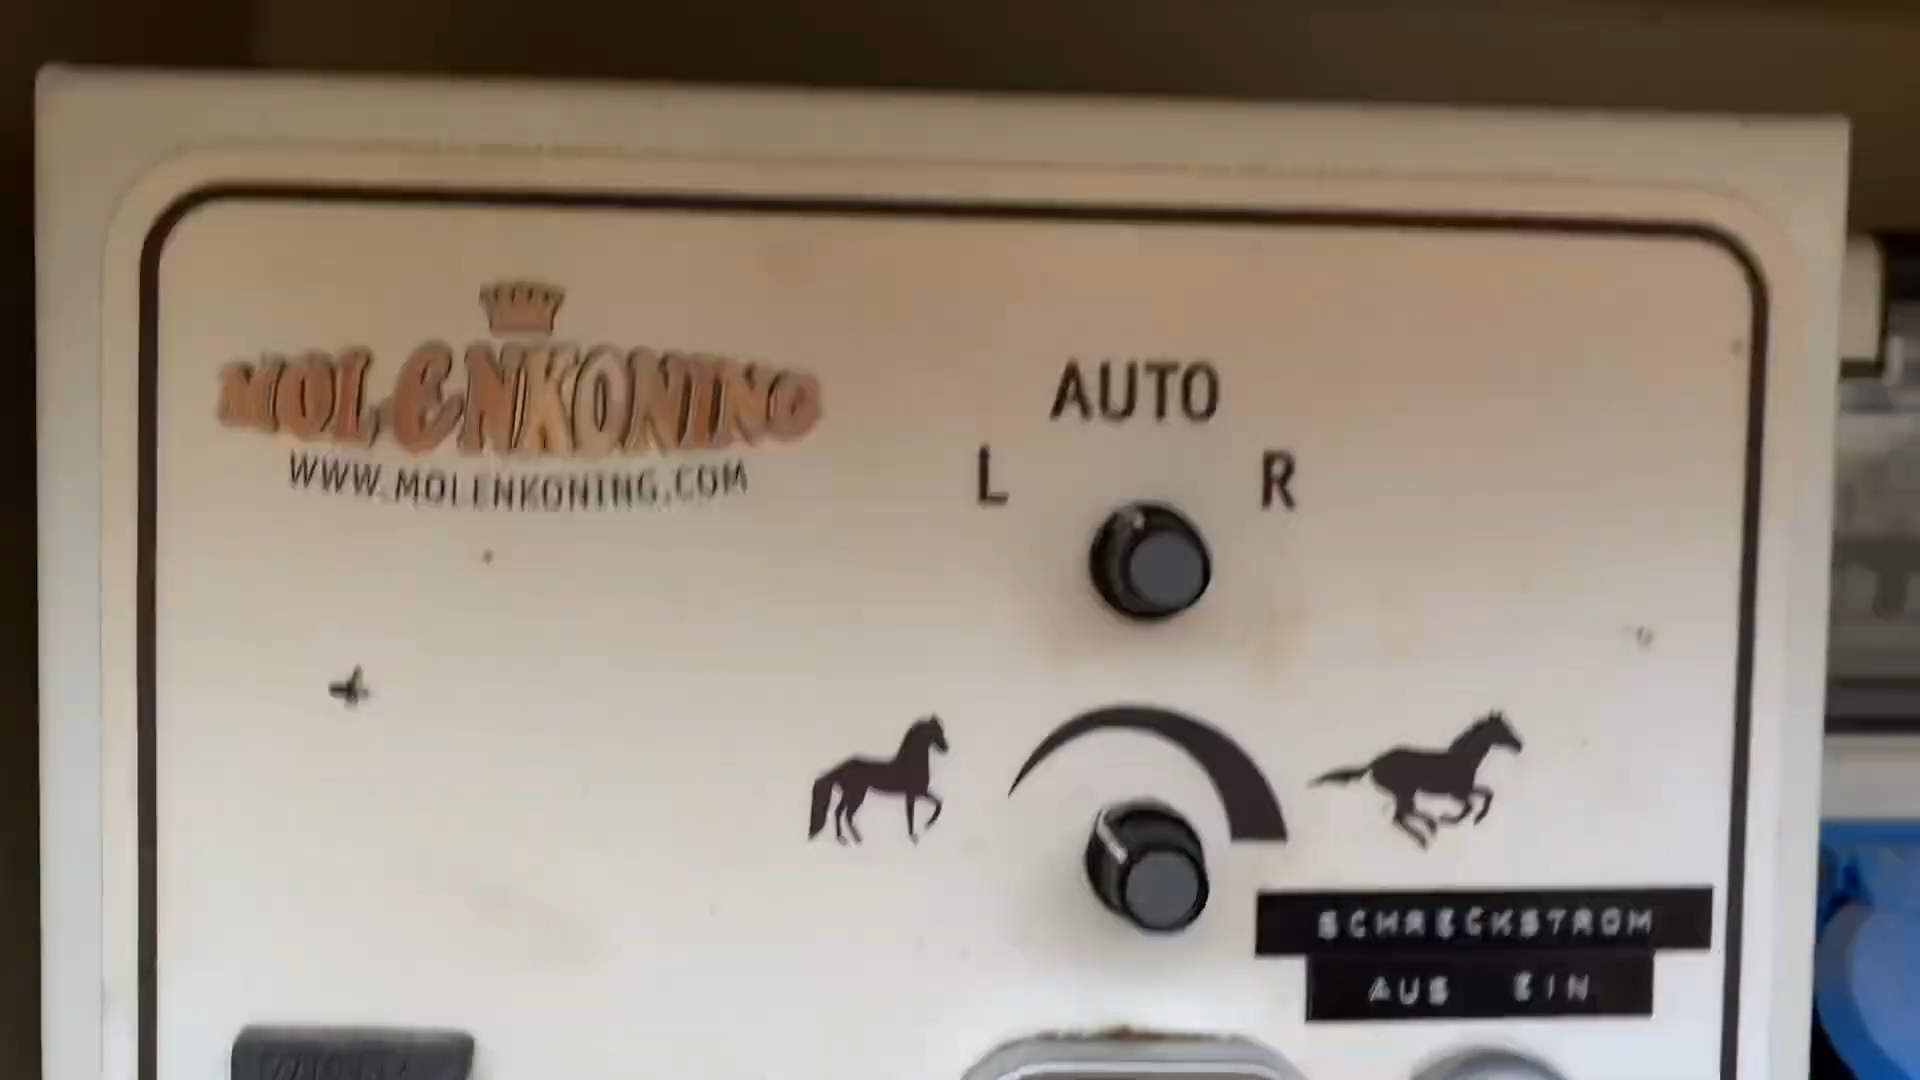 MOLENKONING
WWW.MOLENKONING.COM
AUTO
L R
SCHRECKSTROM
AUS EIN